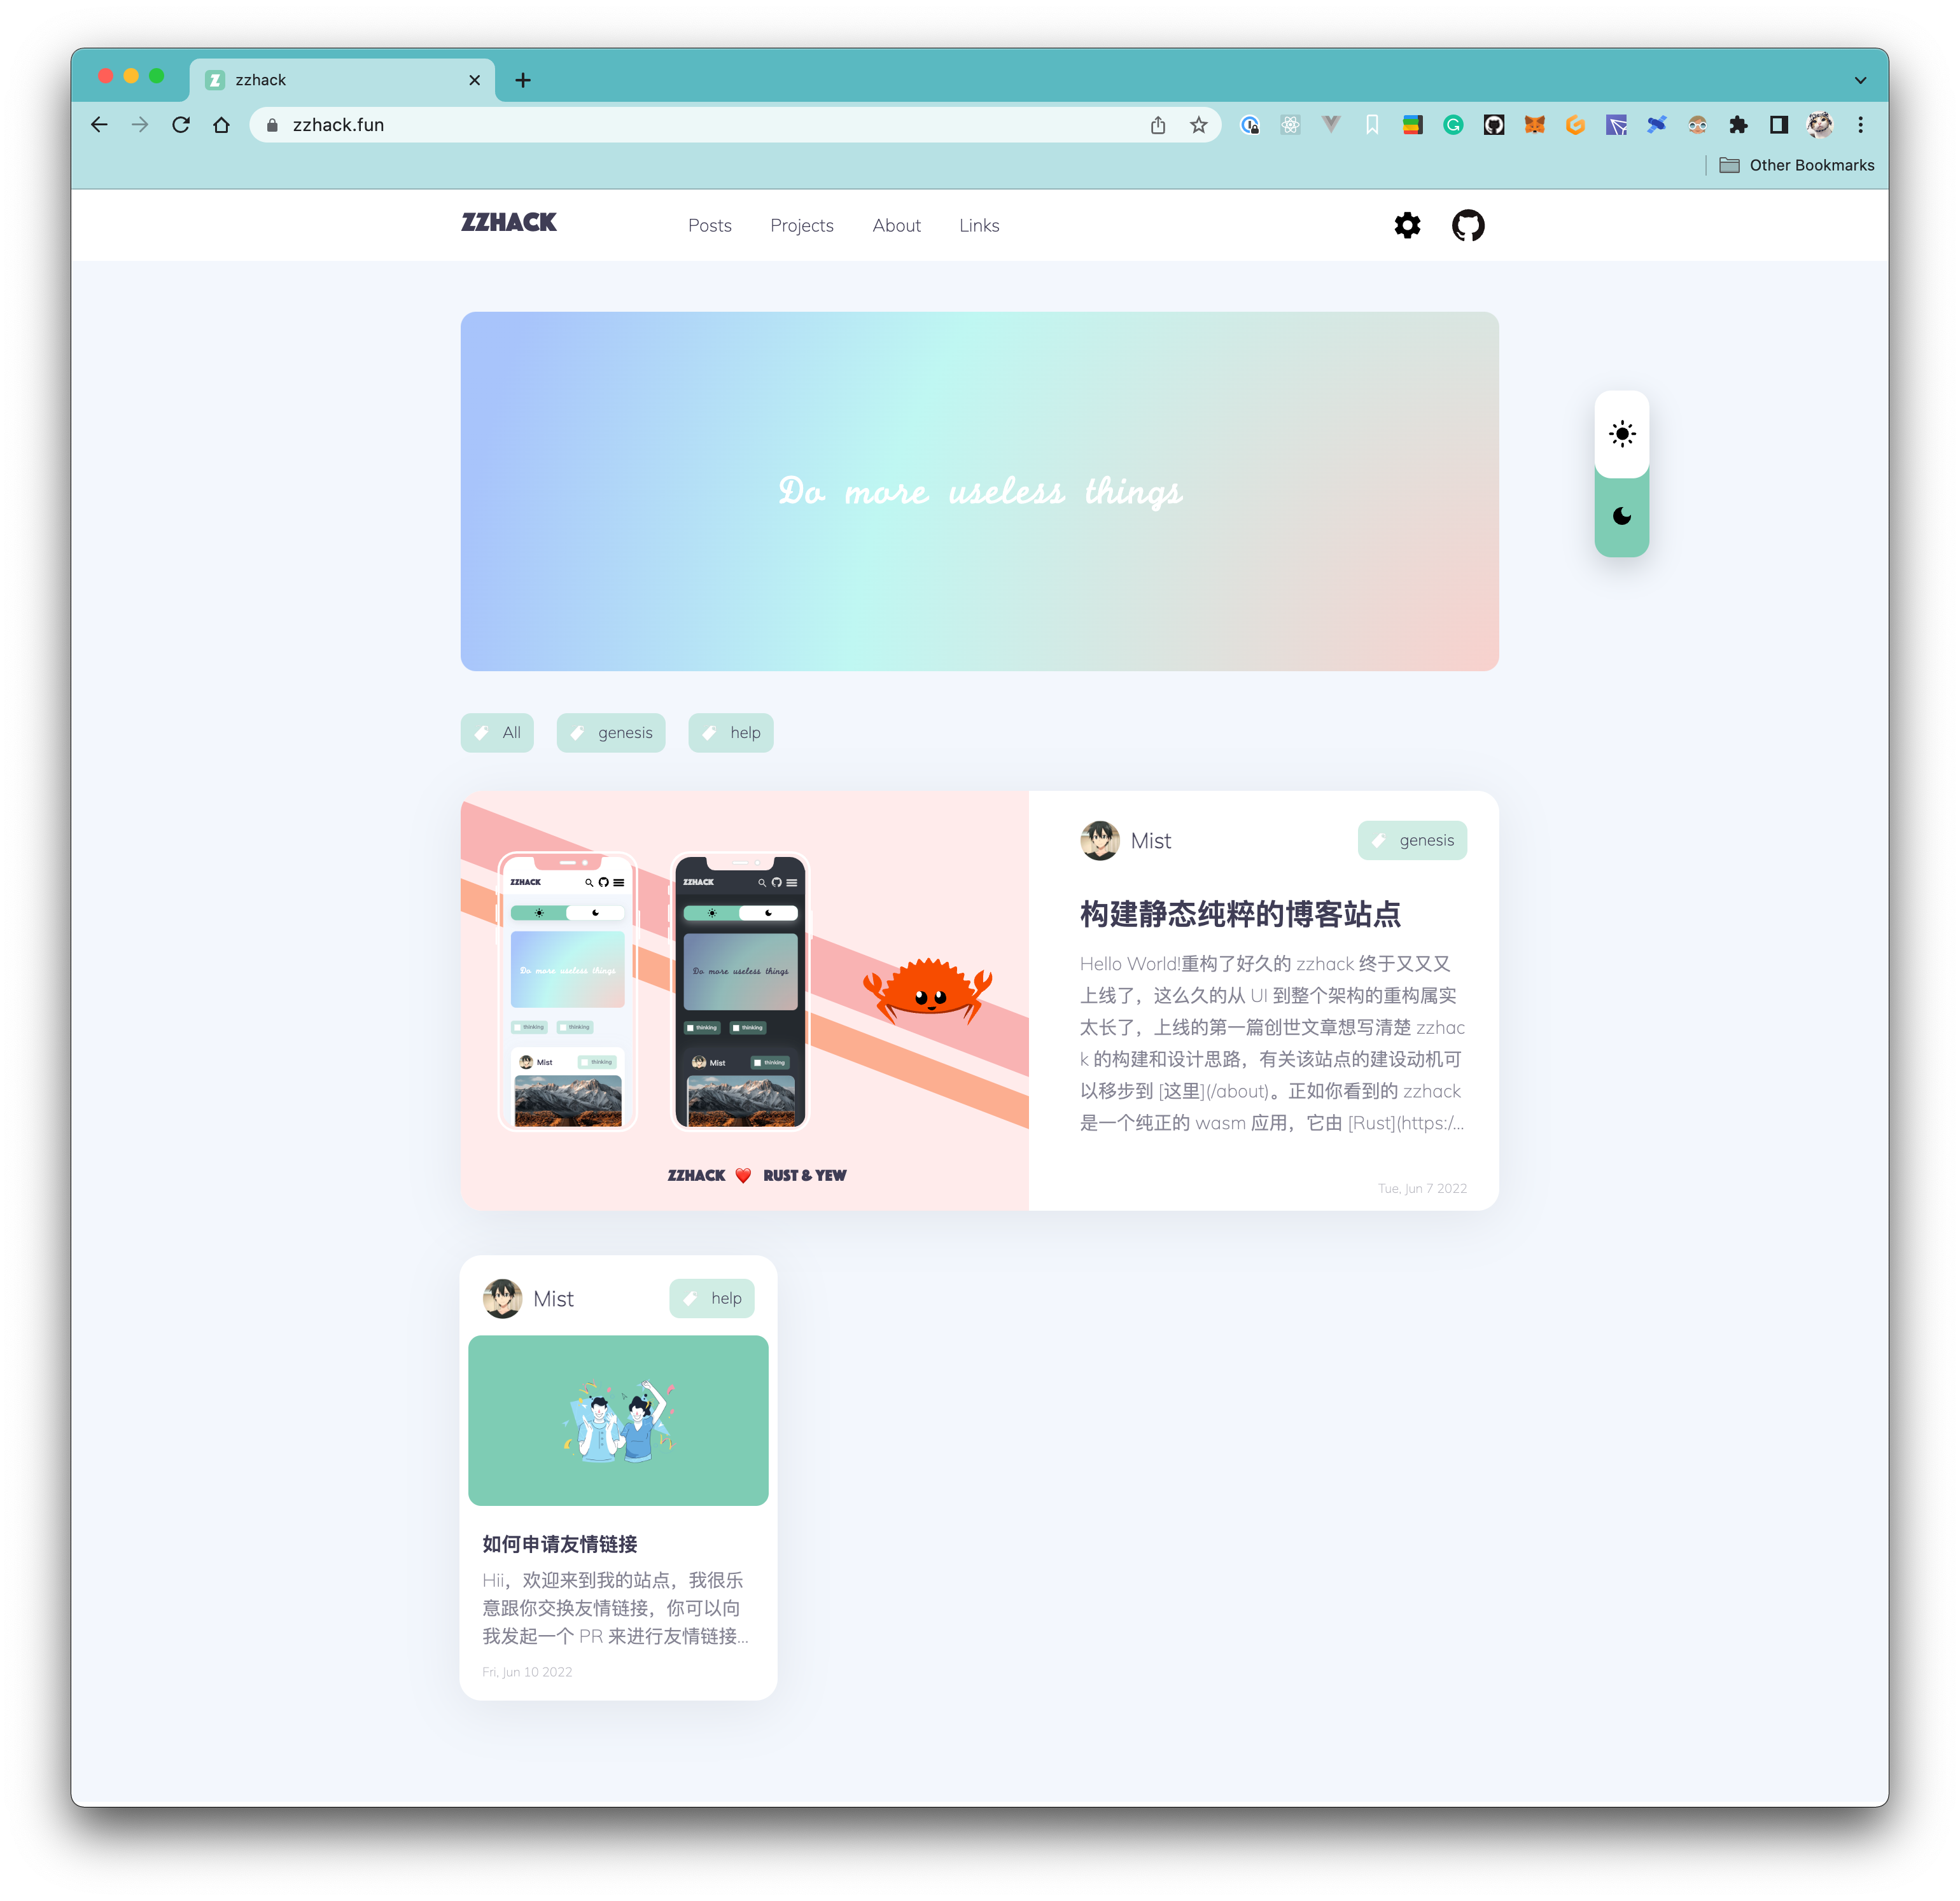 zzhack
zzhack.fun
Other Bookmarks
ZZHACK
Posts
Projects
About
Links
Do more useless things
All
genesis
help
ZZHACK
Do more useless things
thinking
thinking
Mist
thinking
ZZHACK
Do more useless things
thinking
thinking
Mist
thinking
ZZHACK ❤️ RUST & YEW
Mist
genesis
构建静态纯粹的博客站点
Hello World!重构了好久的 zzhack 终于又又又
上线了，这么久的从 UI 到整个架构的重构属实
太长了，上线的第一篇创世文章想写清楚 zzhac
k 的构建和设计思路，有关该站点的建设动机可
以移步到 [这里](/about)。正如你看到的 zzhack
是一个纯正的 wasm 应用，它由 [Rust](https:/...
Tue, Jun 7 2022
Mist
help
如何申请友情链接
Hii，欢迎来到我的站点，我很乐
意跟你交换友情链接，你可以向
我发起一个 PR 来进行友情链接...
Fri, Jun 10 2022